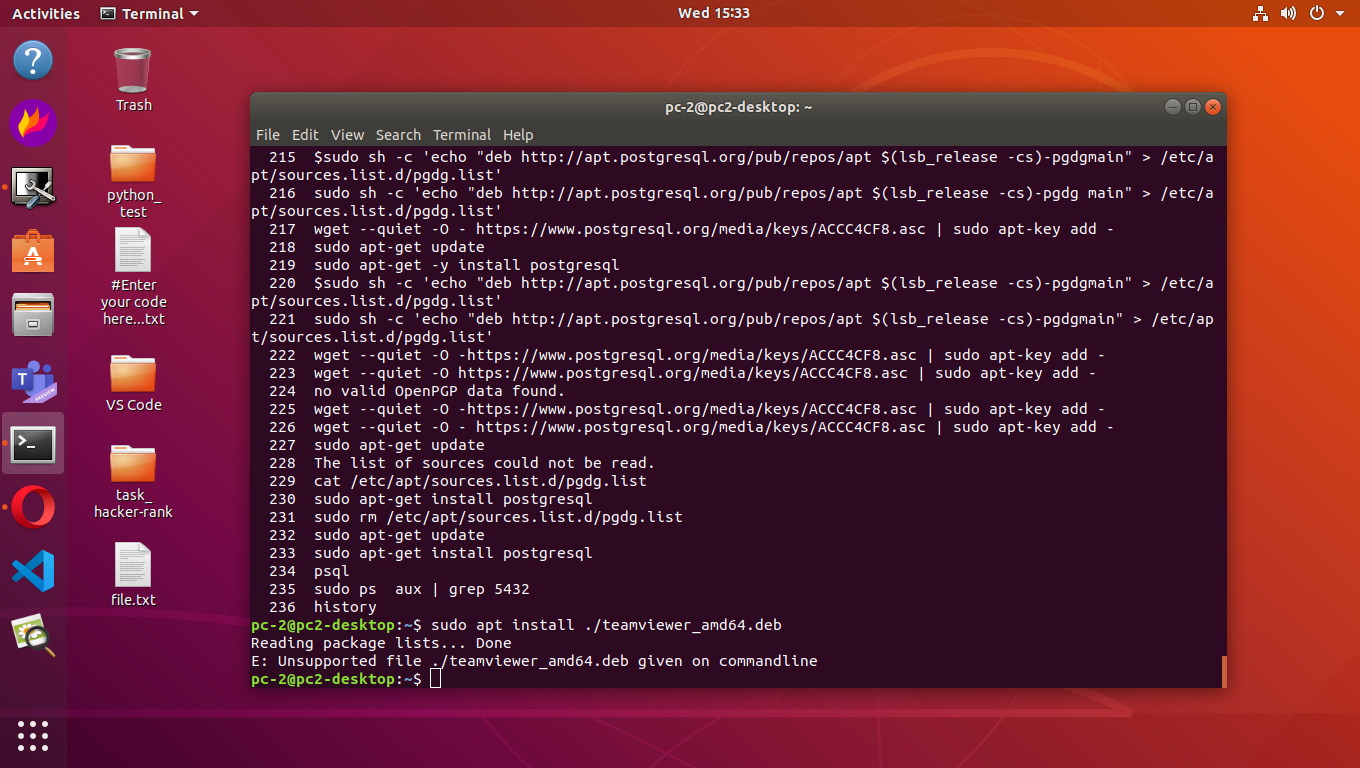 Activities
Terminal
Wed 15:33
Trash
python_
test
#Enter
your code
here...txt
VS Code
task_
hacker-rank
file.txt
T
PREVIEW
pc-2@pc2-desktop: ~
File Edit View Search Terminal Help
215 $sudo sh -c 'echo "deb http://apt.postgresql.org/pub/repos/apt $(lsb_release -cs)-pgdgmain" > /etc/a
pt/sources.list.d/pgdg.list'
216 sudo sh -c 'echo "deb http://apt.postgresql.org/pub/repos/apt $(lsb_release -cs)-pgdg main" > /etc/a
pt/sources.list.d/pgdg.list'
217 wget --quiet -O - https://www.postgresql.org/media/keys/ACCC4CF8.asc | sudo apt-key add -
218 sudo apt-get update
219 sudo apt-get -y install postgresql
220 $sudo sh -c 'echo "deb http://apt.postgresql.org/pub/repos/apt $(lsb_release -cs)-pgdgmain" > /etc/a
pt/sources.list.d/pgdg.list'
221 sudo sh -c 'echo "deb http://apt.postgresql.org/pub/repos/apt $(lsb_release -cs)-pgdgmain" > /etc/ap
t/sources.list.d/pgdg.list'
222 wget --quiet -O -https://www.postgresql.org/media/keys/ACCC4CF8.asc | sudo apt-key add -
223 wget --quiet -O https://www.postgresql.org/media/keys/ACCC4CF8.asc | sudo apt-key add -
224 no valid OpenPGP data found.
225 wget --quiet -O -https://www.postgresql.org/media/keys/ACCC4CF8.asc | sudo apt-key add -
226 wget --quiet -O - https://www.postgresql.org/media/keys/ACCC4CF8.asc | sudo apt-key add -
227 sudo apt-get update
228 The list of sources could not be read.
229 cat /etc/apt/sources.list.d/pgdg.list
230 sudo apt-get install postgresql
231 sudo rm /etc/apt/sources.list.d/pgdg.list
232 sudo apt-get update
233 sudo apt-get install postgresql
234 psql
235 sudo ps  aux | grep 5432
236 history
pc-2@pc2-desktop:~$ sudo apt install ./teamviewer_amd64.deb
Reading package lists... Done
E: Unsupported file ./teamviewer_amd64.deb given on commandline
pc-2@pc2-desktop:~$